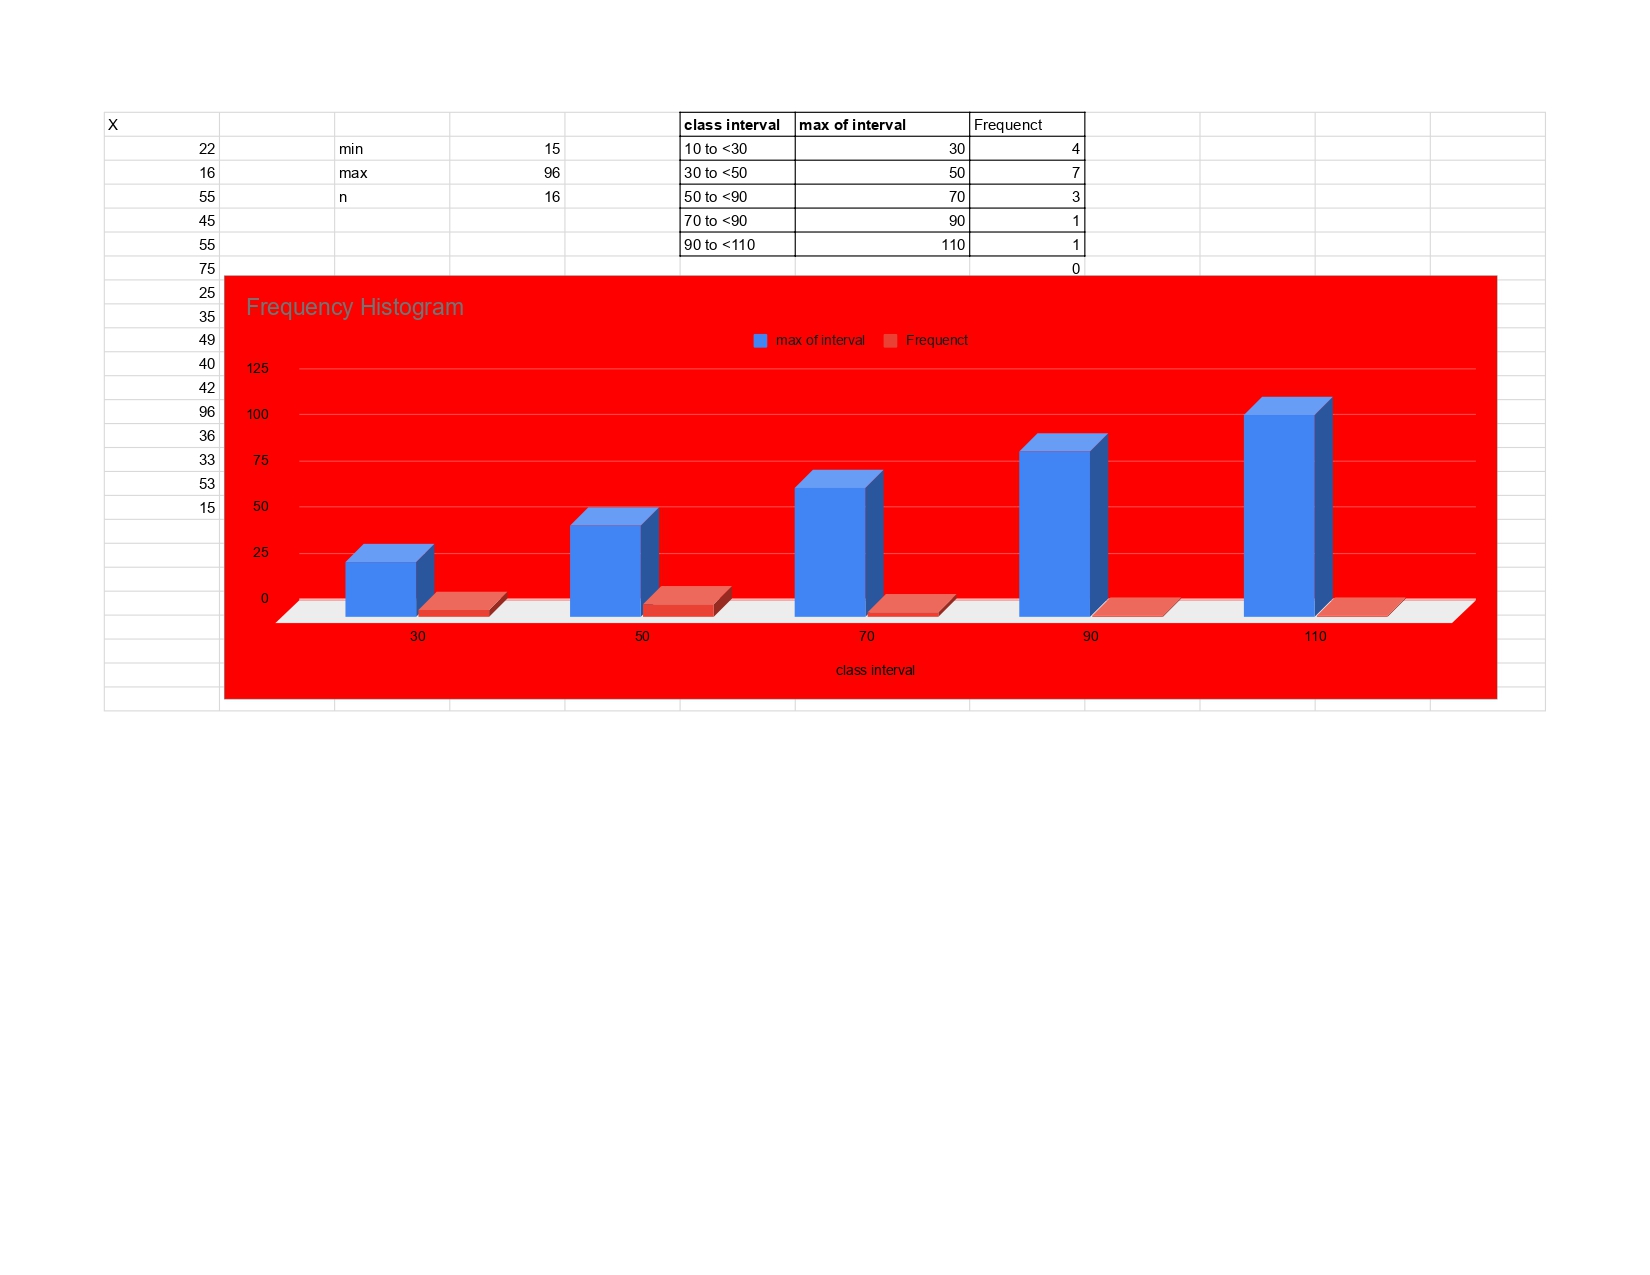 X class interval max of interval Frequenct
22 min 15 10 to <30 30 4
16 max 96 30 to <50 50 7
55 n 16 50 to <90 70 3
45 70 to <90 90 1
55 90 to <110 110 1
75 0
25
35
49
40
42
96
36
33
53
15
Frequency Histogram
max of interval Frequenct
125
100
75
50
25
0
30 50 70 90 110
class interval